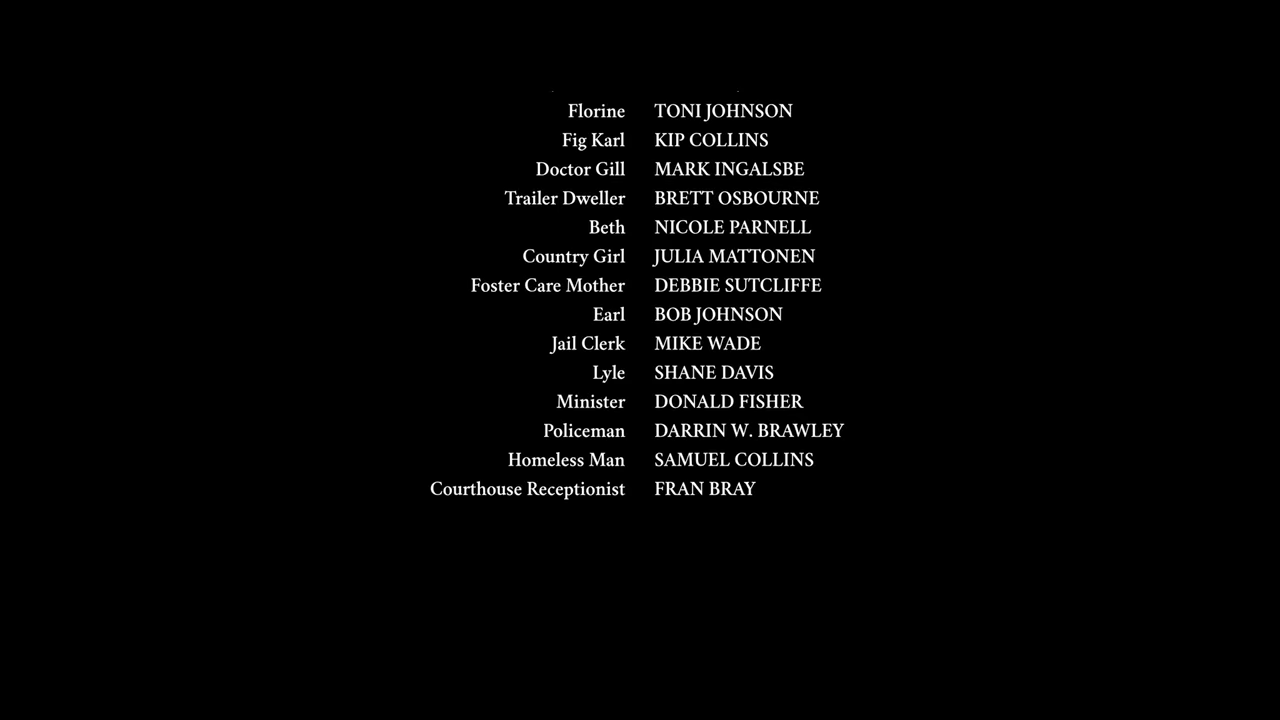 Florine TONI JOHNSON
Fig Karl KIP COLLINS
Doctor Gill MARK INGALSBE
Trailer Dweller BRETT OSBOURNE
Beth NICOLE PARNELL
Country Girl JULIA MATTONEN
Foster Care Mother DEBBIE SUTCLIFFE
Earl BOB JOHNSON
Jail Clerk MIKE WADE
Lyle SHANE DAVIS
Minister DONALD FISHER
Policeman DARRIN W. BRAWLEY
Homeless Man SAMUEL COLLINS
Courthouse Receptionist FRAN BRAY